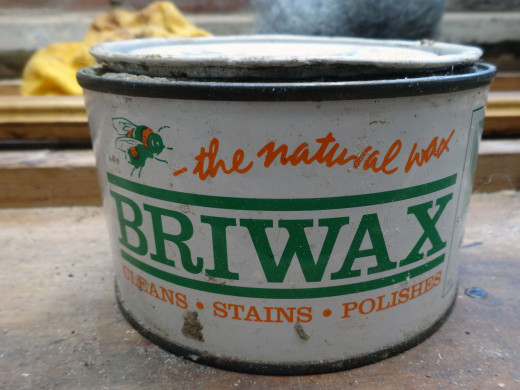 -the natural wax
BRIWAX
CLEANS • STAINS • POLISHES